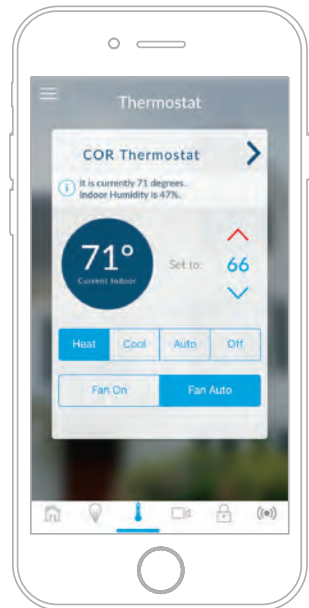 Thermostat
COR Thermostat
It is currently 71 degrees.
Indoor Humidity is 47%.
71°
Current Indoor
Set to:
66
Heat Cool Auto Off
Fan On Fan Auto